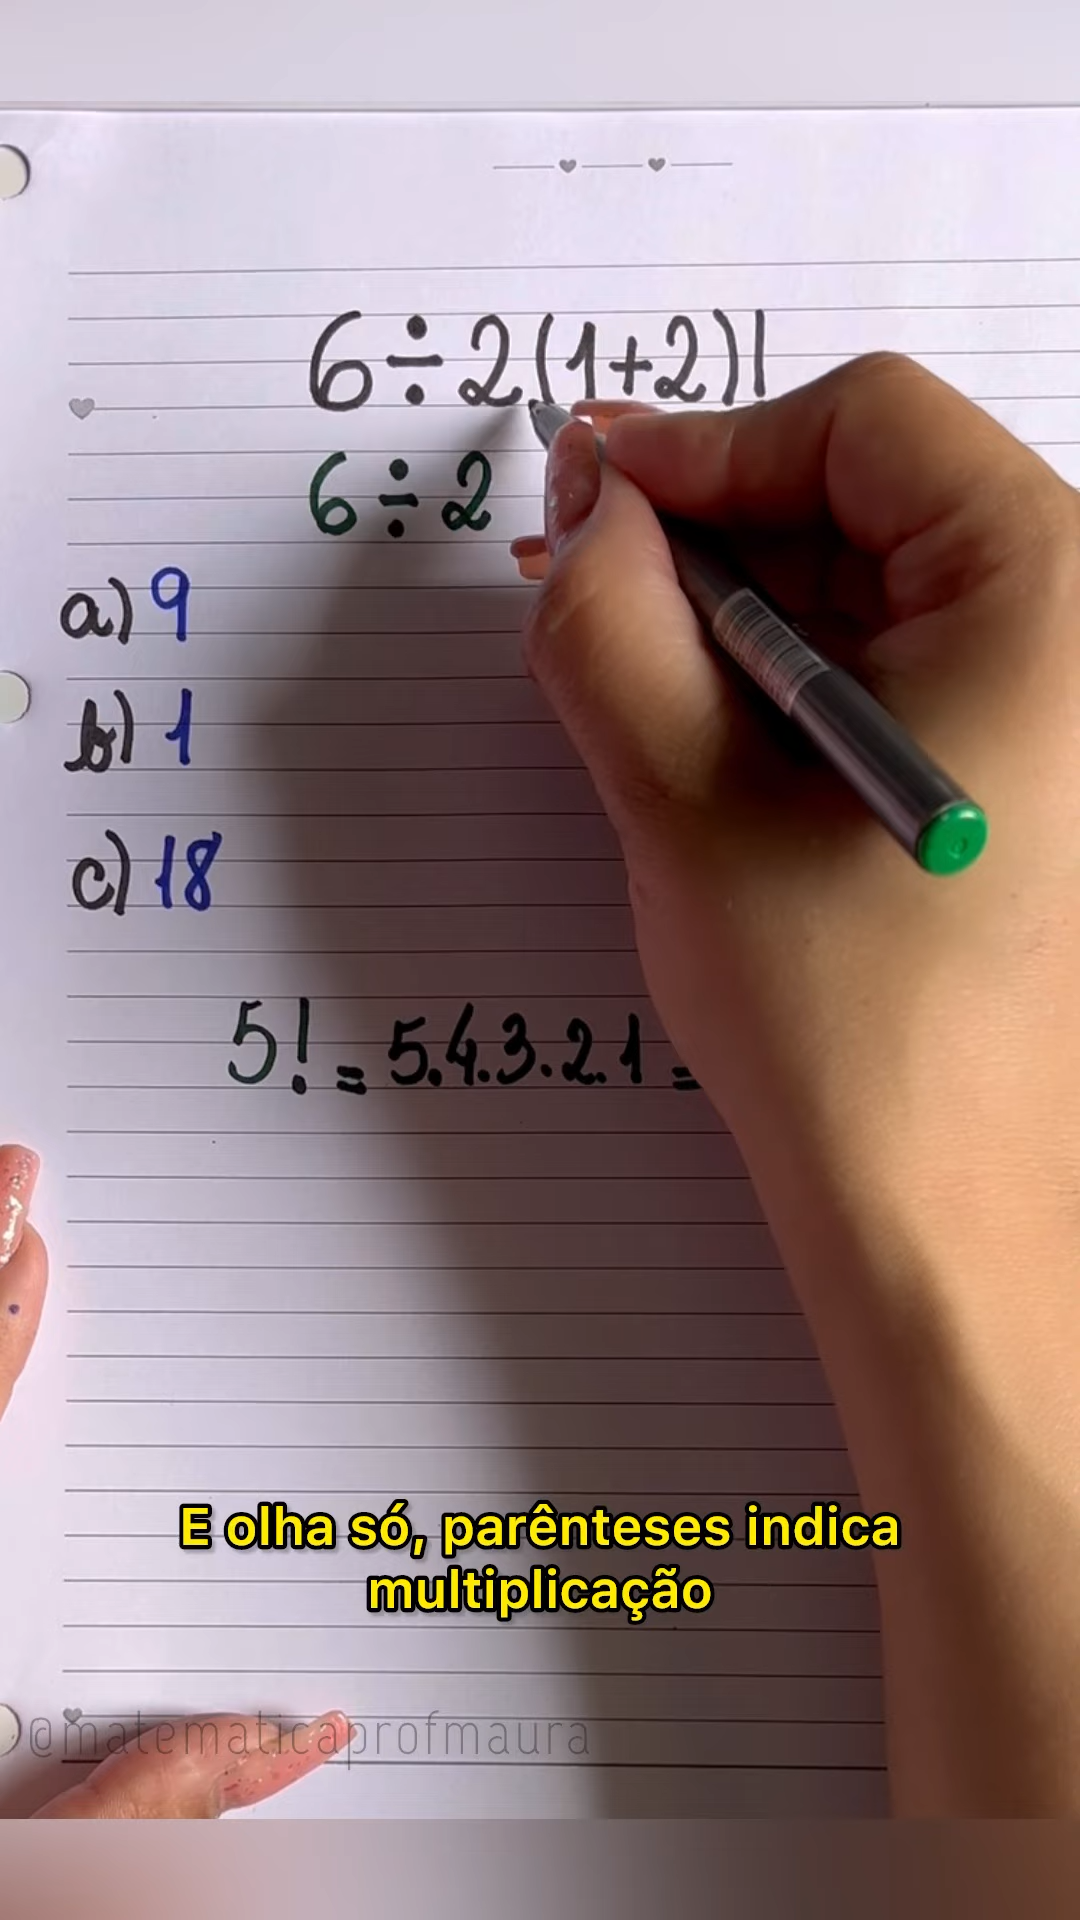 6÷2(1+2)!
6÷2
a) 9
b) 1
c) 18
5! = 5.4.3.2.1 =
E olha só, parênteses indica
multiplicação
@matematicaprofmaura